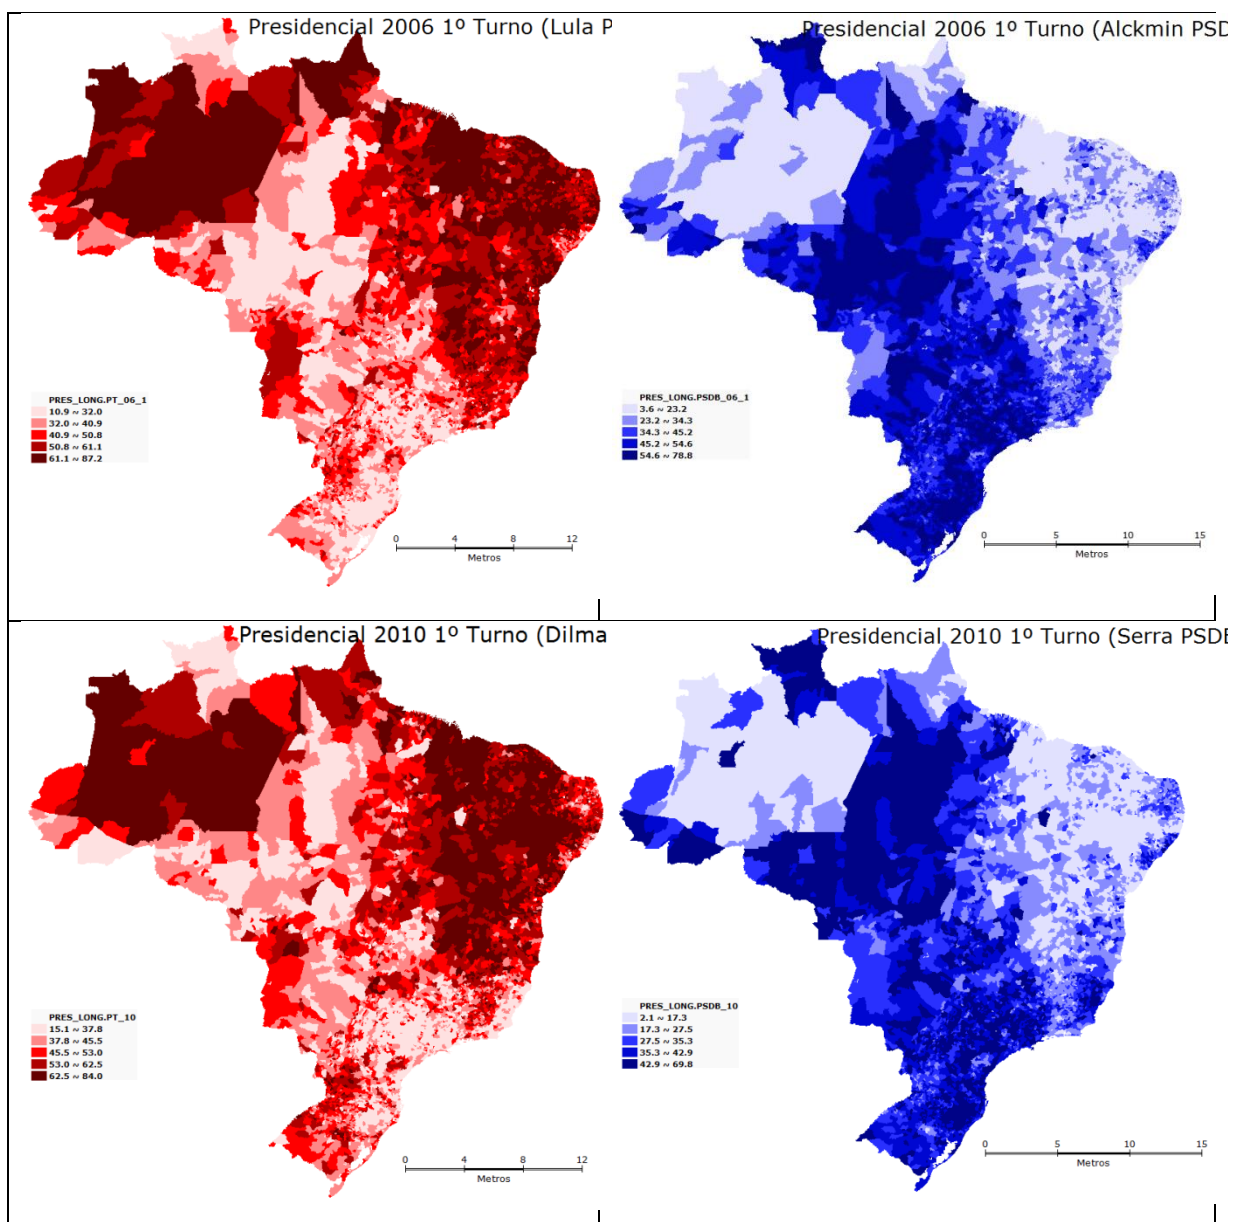 Presidencial 2006 1º Turno (Lula P
PRES_LONG.PT_06_1
10.9 ~ 32.0
32.0 ~ 40.9
40.9 ~ 50.8
50.8 ~ 61.1
61.1 ~ 87.2
0 4 8 12
Metros
Presidencial 2006 1º Turno (Alckmin PSD
PRES_LONG.PSDB_06_1
3.6 ~ 23.2
23.2 ~ 34.3
34.3 ~ 45.2
45.2 ~ 54.6
54.6 ~ 78.8
0 5 10 15
Metros
Presidencial 2010 1º Turno (Dilma
PRES_LONG.PT_10
15.1 ~ 37.8
37.8 ~ 45.5
45.5 ~ 53.0
53.0 ~ 62.5
62.5 ~ 84.0
0 4 8 12
Metros
Presidencial 2010 1º Turno (Serra PSDB
PRES_LONG.PSDB_10
2.1 ~ 17.3
17.3 ~ 27.5
27.5 ~ 35.3
35.3 ~ 42.9
42.9 ~ 69.8
0 5 10 15
Metros